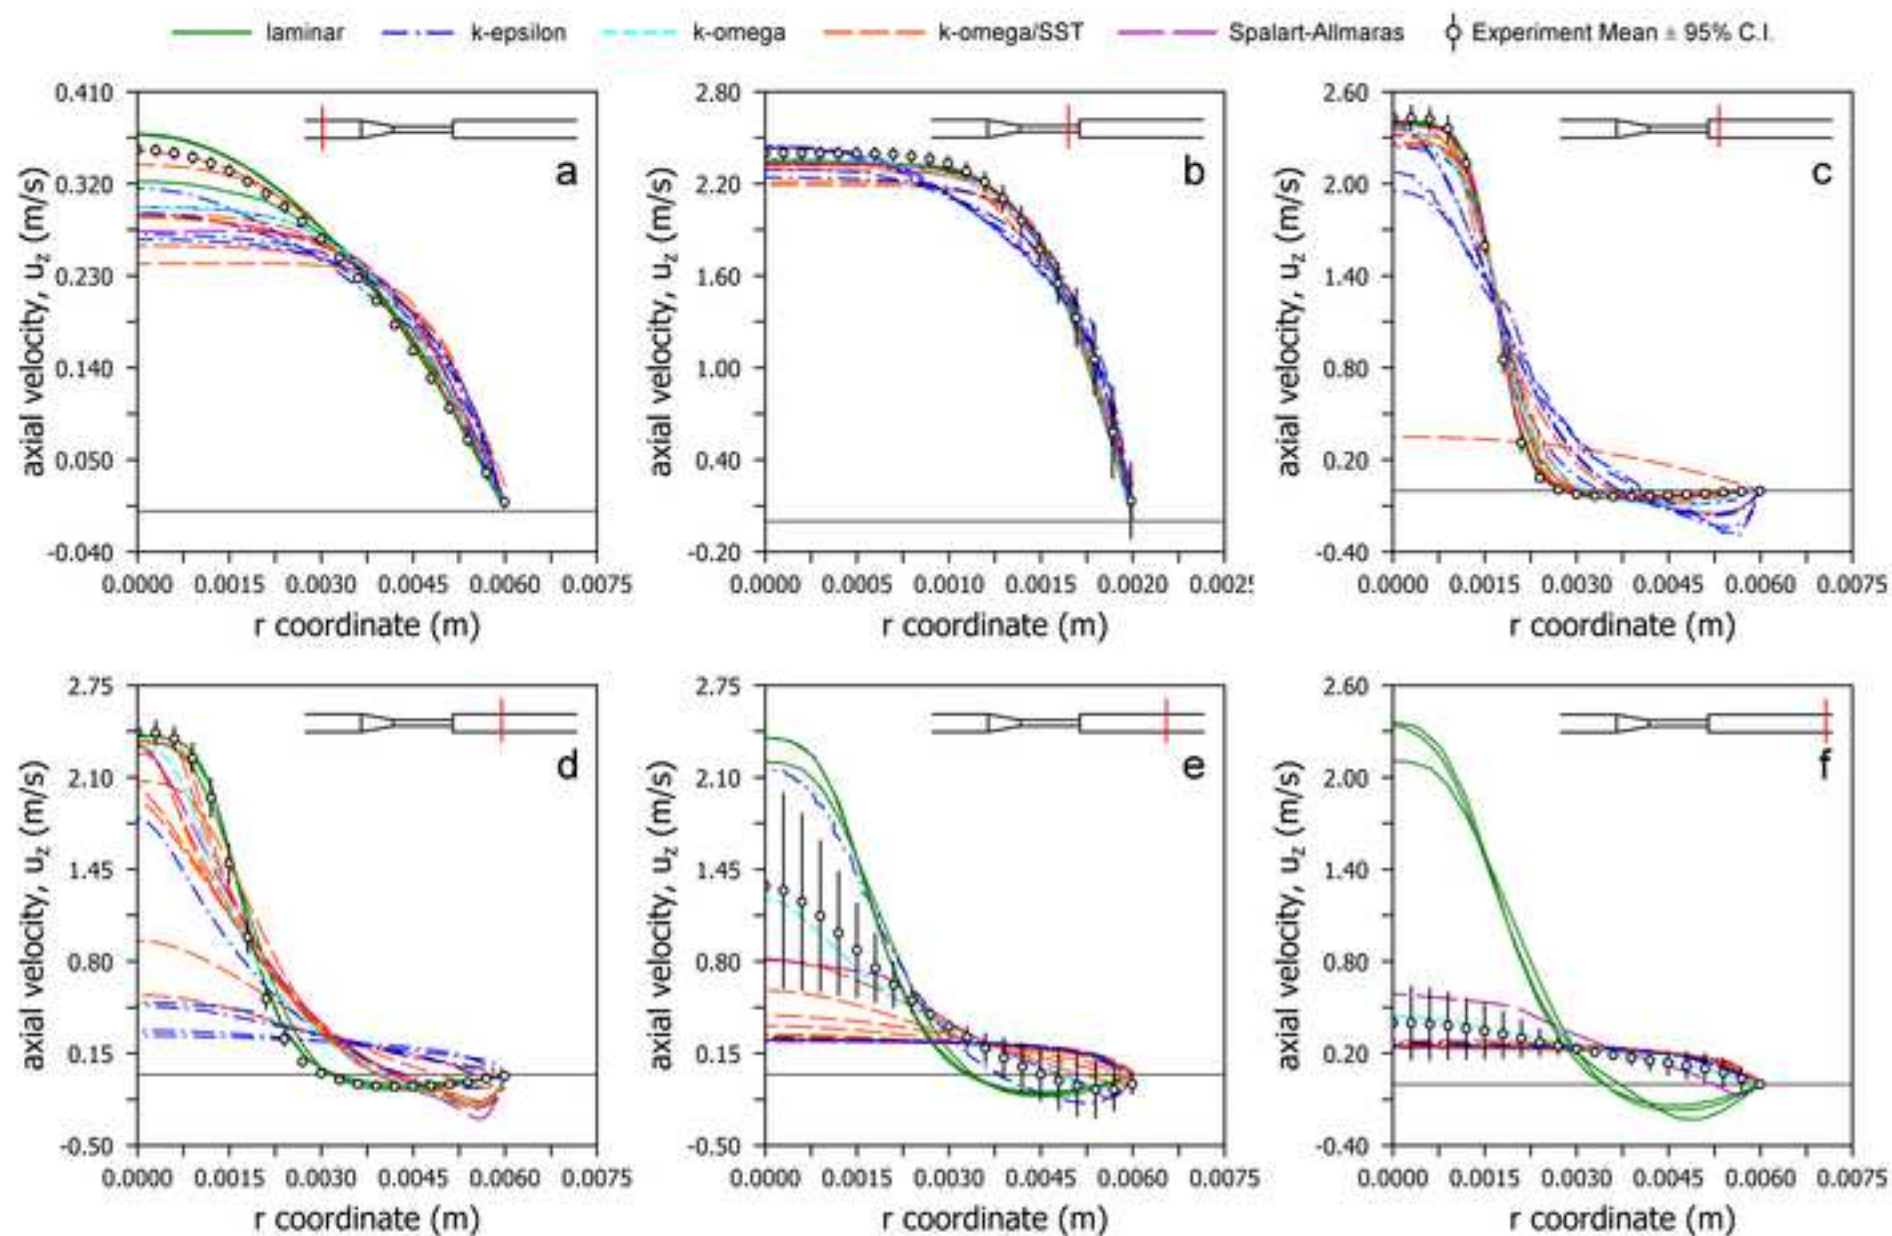 laminar k-epsilon k-omega k-omega/SST Spalart-Allmaras Experiment Mean ± 95% C.I.
0.410
0.320
0.230
0.140
0.050
-0.040
axial velocity, u_z (m/s)
a
0.0000 0.0015 0.0030 0.0045 0.0060 0.0075
r coordinate (m)
2.80
2.20
1.60
1.00
0.40
-0.20
axial velocity, u_z (m/s)
b
0.0000 0.0005 0.0010 0.0015 0.0020 0.0025
r coordinate (m)
2.60
2.00
1.40
0.80
0.20
-0.40
axial velocity, u_z (m/s)
c
0.0000 0.0015 0.0030 0.0045 0.0060 0.0075
r coordinate (m)
2.75
2.10
1.45
0.80
0.15
-0.50
axial velocity, u_z (m/s)
d
0.0000 0.0015 0.0030 0.0045 0.0060 0.0075
r coordinate (m)
2.75
2.10
1.45
0.80
0.15
-0.50
axial velocity, u_z (m/s)
e
0.0000 0.0015 0.0030 0.0045 0.0060 0.0075
r coordinate (m)
2.60
2.00
1.40
0.80
0.20
-0.40
axial velocity, u_z (m/s)
f
0.0000 0.0015 0.0030 0.0045 0.0060 0.0075
r coordinate (m)